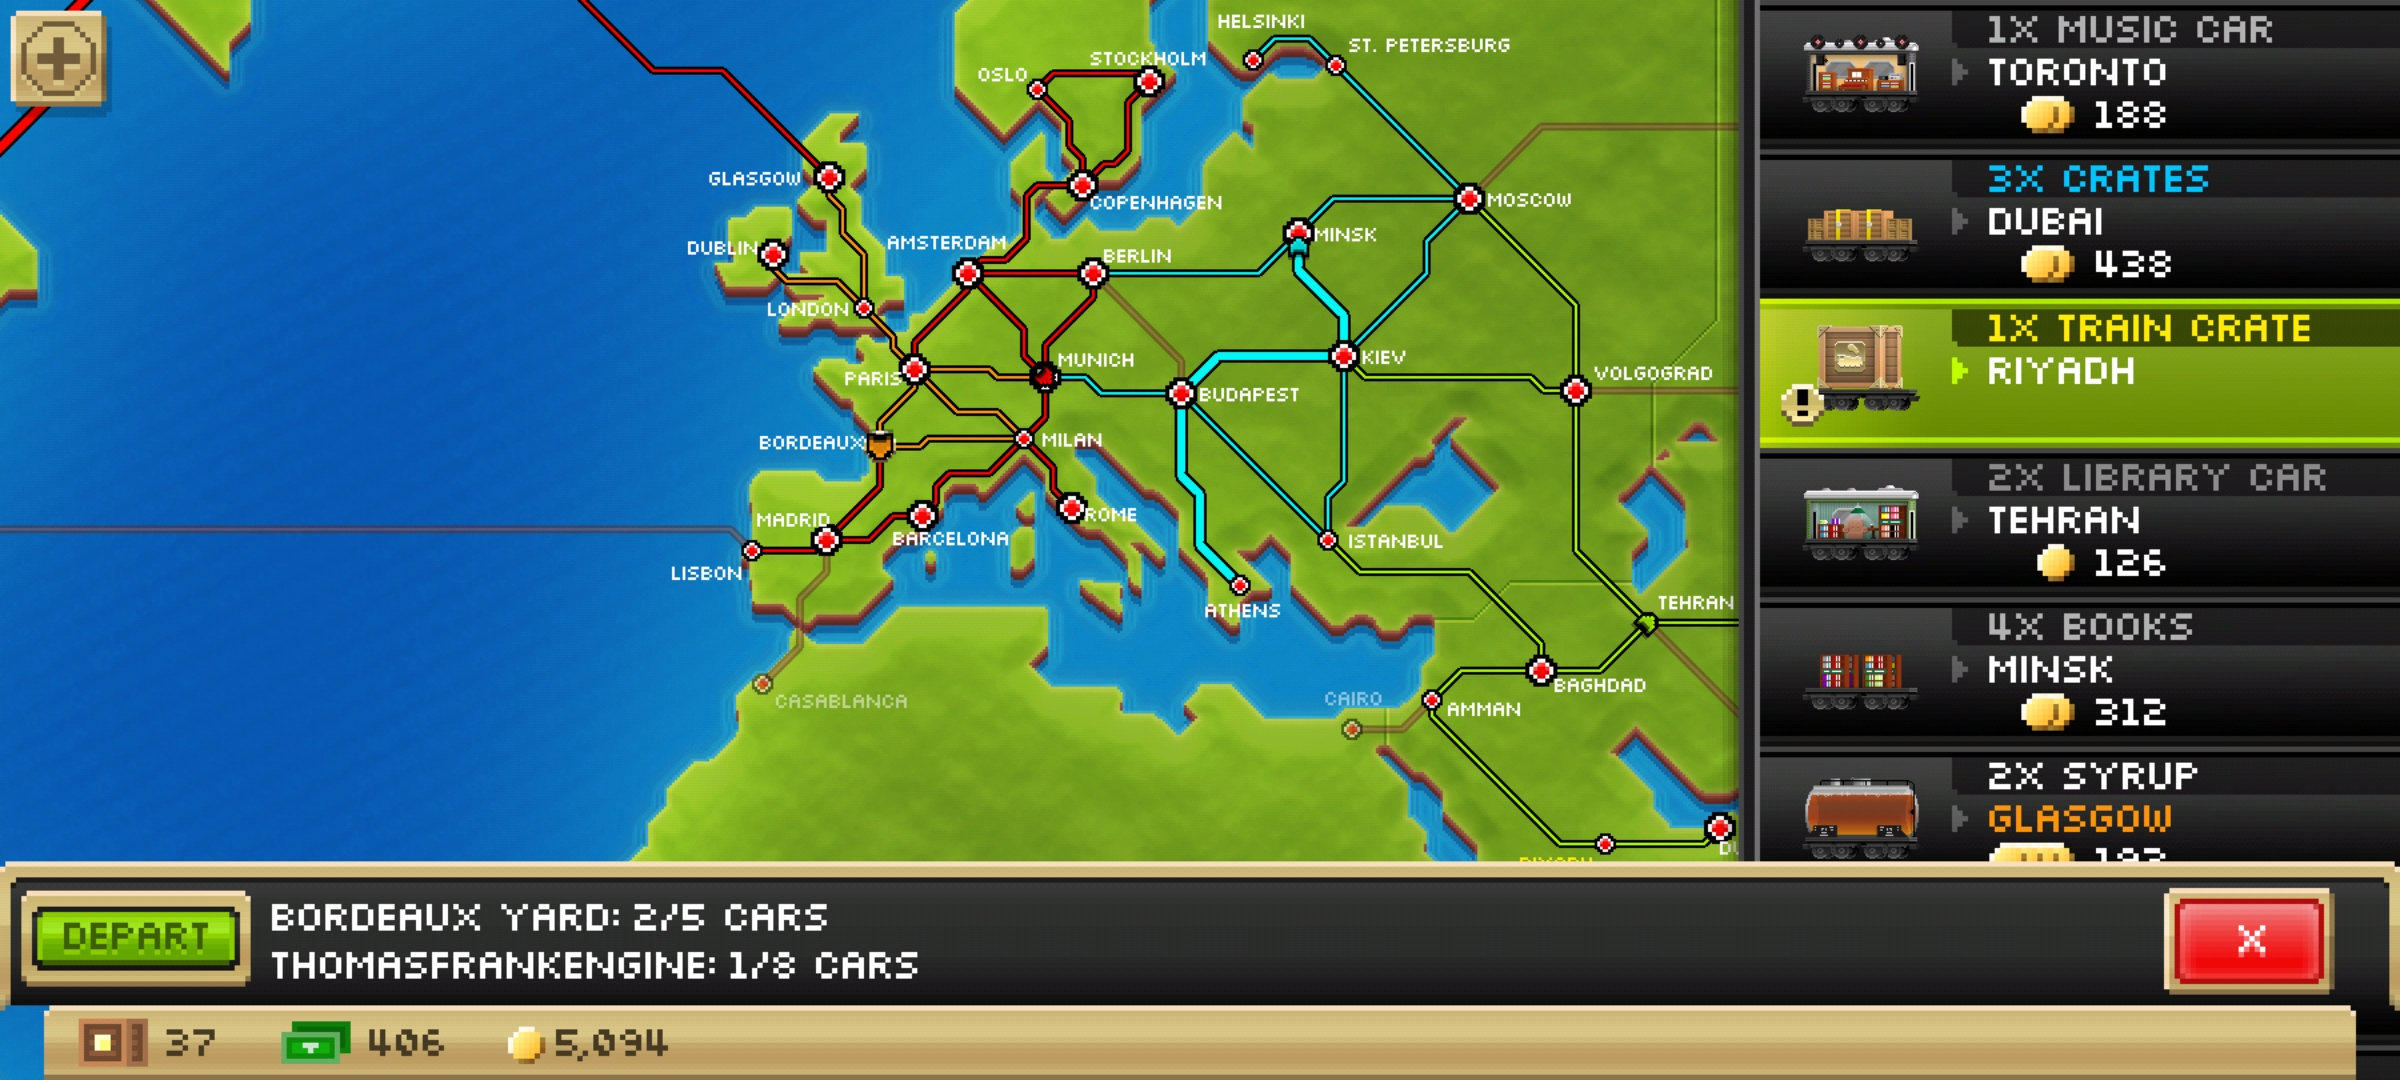 HELSINKI
ST. PETERSBURG
STOCKHOLM
OSLO
GLASGOW
COPENHAGEN
MOSCOW
MINSK
DUBLIN
AMSTERDAM
BERLIN
LONDON
MUNICH
KIEV
PARIS
BUDAPEST
VOLGOGRAD
BORDEAUX
MILAN
MADRID
BARCELONA
ROME
ISTANBUL
LISBON
ATHENS
TEHRAN
BAGHDAD
CASABLANCA
CAIRO
AMMAN
1X MUSIC CAR
TORONTO
188
3X CRATES
DUBAI
438
1X TRAIN CRATE
RIYADH
2X LIBRARY CAR
TEHRAN
126
4X BOOKS
MINSK
312
2X SYRUP
GLASGOW
DEPART
BORDEAUX YARD: 2/5 CARS
THOMASFRANKENGINE: 1/8 CARS
X
37
406
5,094